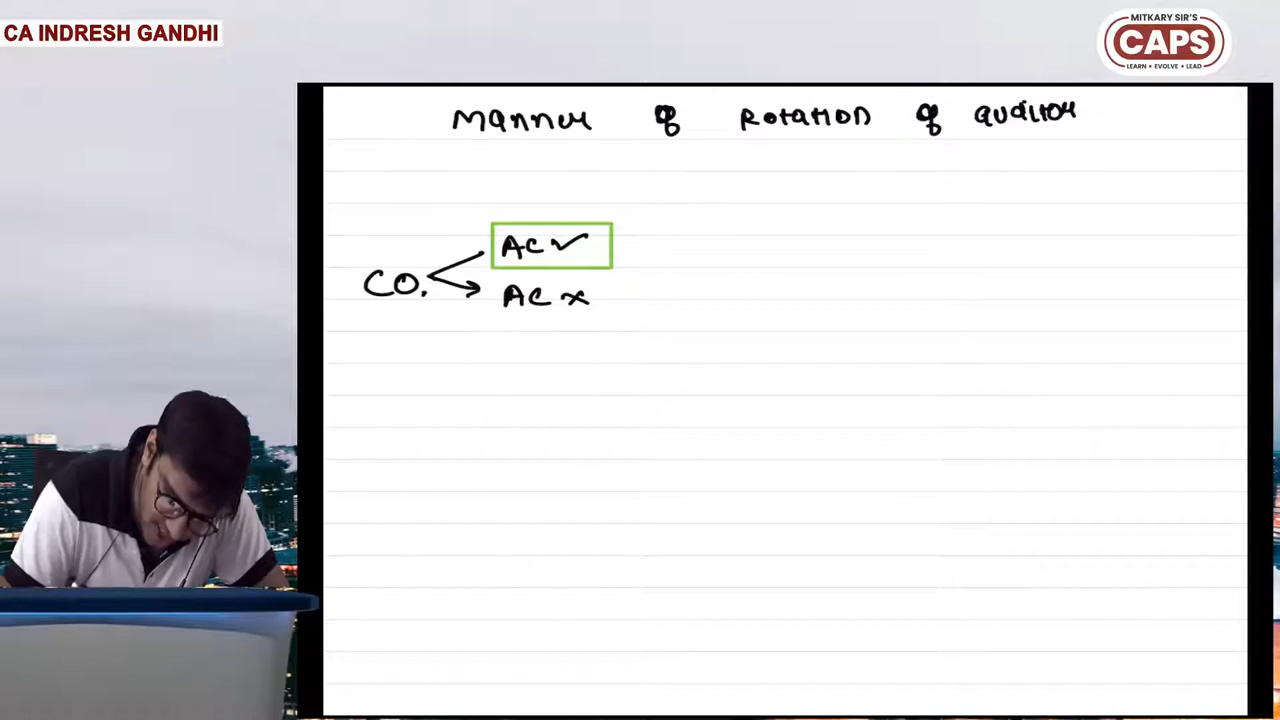 CA INDRESH GANDHI
MITKARY SIR'S
CAPS
LEARN • EVOLVE • LEAD
Manner of Rotation of auditor
CO.
AC ✓
AC ×